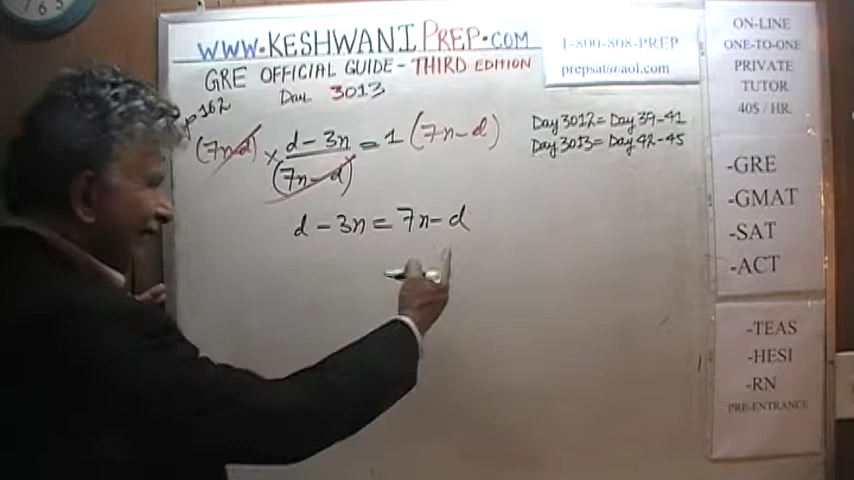 WWW.KESHWANIPREP.COM
GRE OFFICIAL GUIDE - THIRD EDITION
Day 3013
p162
(7n-d) × d-3n = 1 (7n-d)
(7n-d)
d-3n = 7n-d
1-800-808-PREP
prepsat@aol.com
Day 3012 = Day 39-41
Day 3013 = Day 42-45
ON-LINE
ONE-TO-ONE
PRIVATE
TUTOR
40$ / HR.
-GRE
-GMAT
-SAT
-ACT
-TEAS
-HESI
-RN
PRE-ENTRANCE